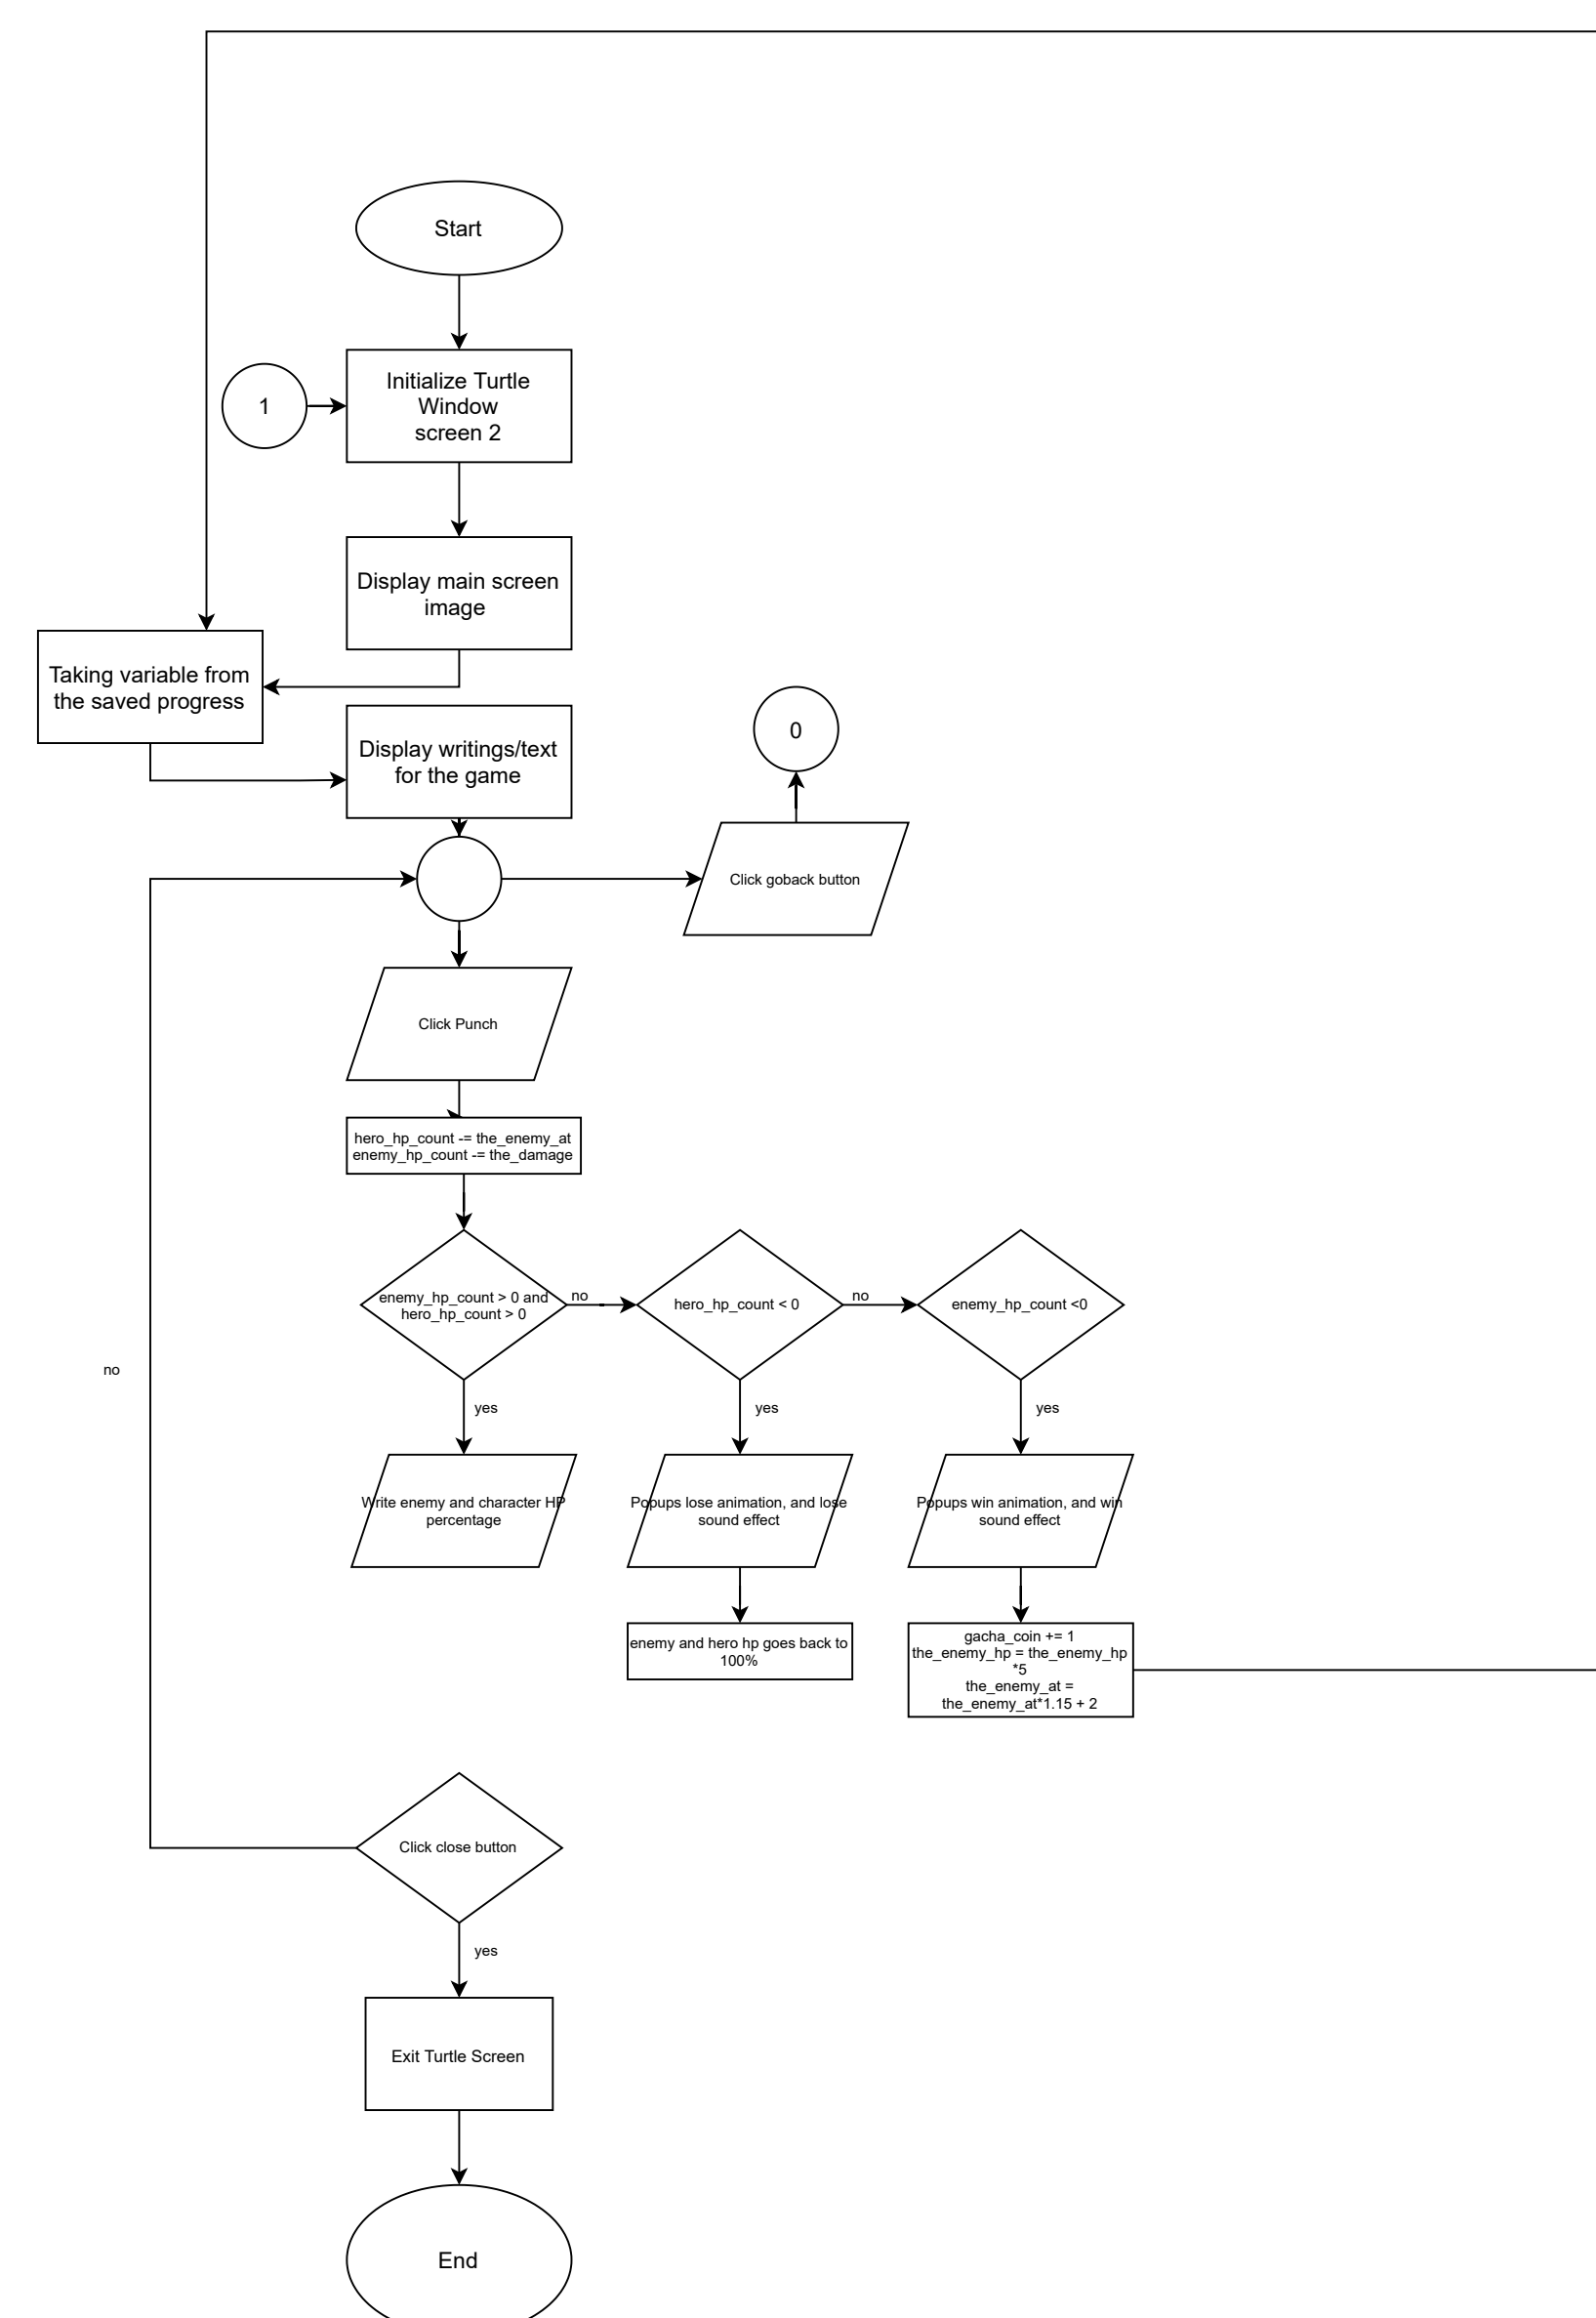 Start
1
Initialize Turtle
Window
screen 2
Display main screen
image
Taking variable from
the saved progress
Display writings/text
for the game
0
Click goback button
Click Punch
hero_hp_count -= the_enemy_at
enemy_hp_count -= the_damage
enemy_hp_count > 0 and
hero_hp_count > 0
no
hero_hp_count < 0
no
enemy_hp_count <0
no
yes
yes
yes
Write enemy and character HP
percentage
Popups lose animation, and lose
sound effect
Popups win animation, and win
sound effect
enemy and hero hp goes back to
100%
gacha_coin += 1
the_enemy_hp = the_enemy_hp
*5
the_enemy_at =
the_enemy_at*1.15 + 2
Click close button
yes
Exit Turtle Screen
End